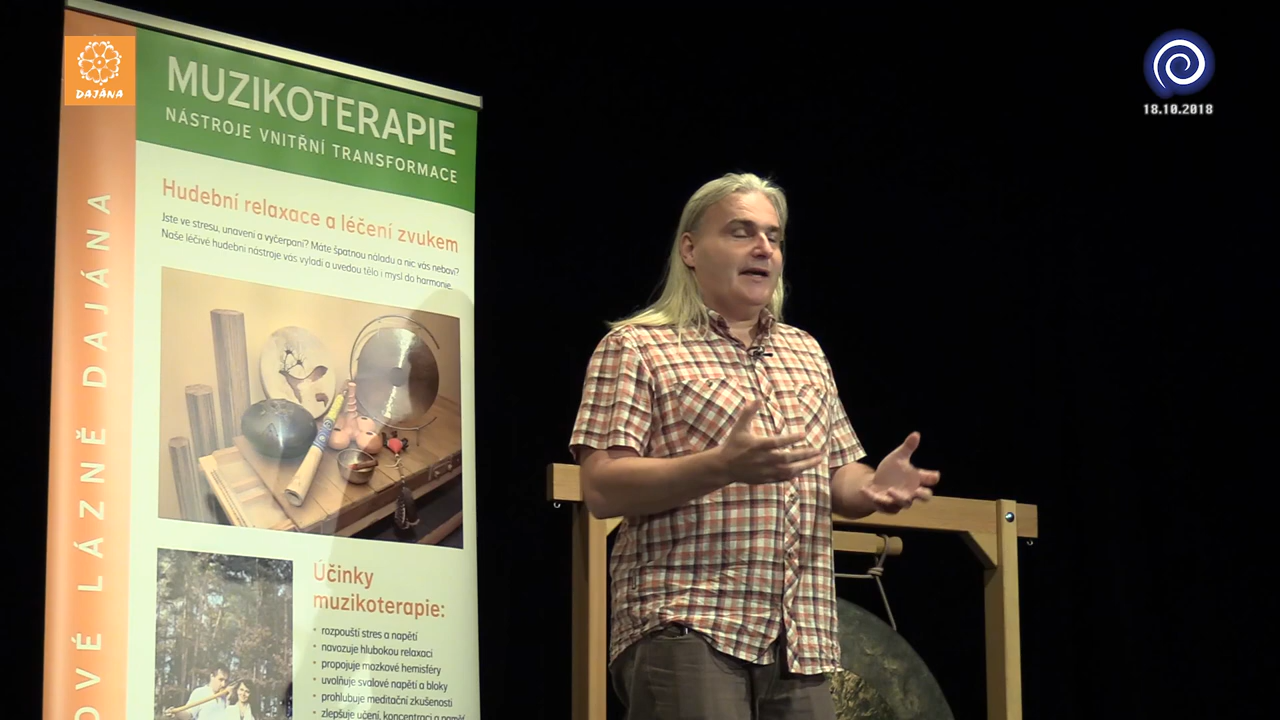 DAJÁNA
18.10.2018
MUZIKOTERAPIE
NÁSTROJE VNITŘNÍ TRANSFORMACE
Hudební relaxace a léčení zvukem
Jste ve stresu, unavení a vyčerpaní? Máte špatnou náladu a nic vás nebaví?
Naše léčivé hudební nástroje vás vyladí a uvedou tělo i mysl do harmonie.
OVÉ LÁZNĚ DAJÁNA
Účinky
muzikoterapie:
• rozpouští stres a napětí
• navozuje hlubokou relaxaci
• propojuje mozkové hemisféry
• uvolňuje svalové napětí a bloky
• prohlubuje meditační zkušenosti
• zlepšuje učení, koncentraci a paměť